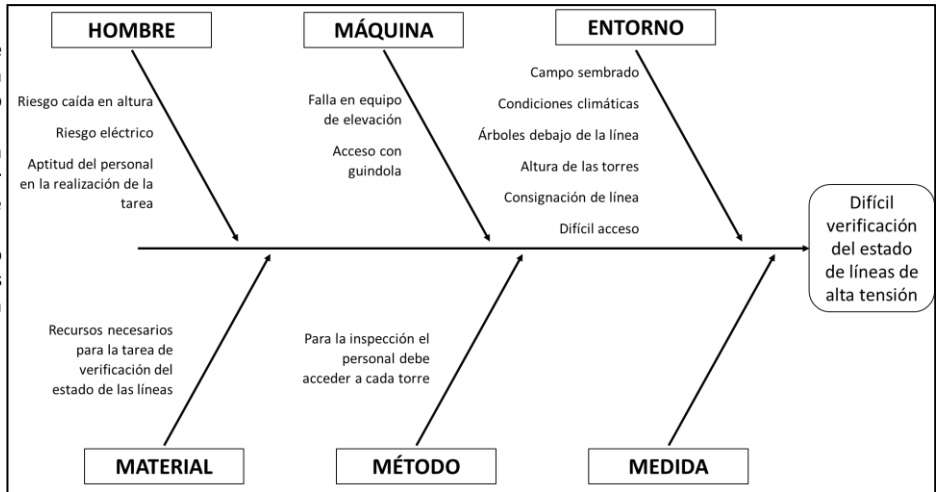 HOMBRE
Riesgo caída en altura
Riesgo eléctrico
Aptitud del personal
en la realización de la
tarea
MÁQUINA
Falla en equipo
de elevación
Acceso con
guindola
ENTORNO
Campo sembrado
Condiciones climáticas
Árboles debajo de la línea
Altura de las torres
Consignación de línea
Difícil acceso
Difícil
verificación
del estado
de líneas de
alta tensión
Recursos necesarios
para la tarea de
verificación del
estado de las líneas
MATERIAL
Para la inspección el
personal debe
acceder a cada torre
MÉTODO
MEDIDA